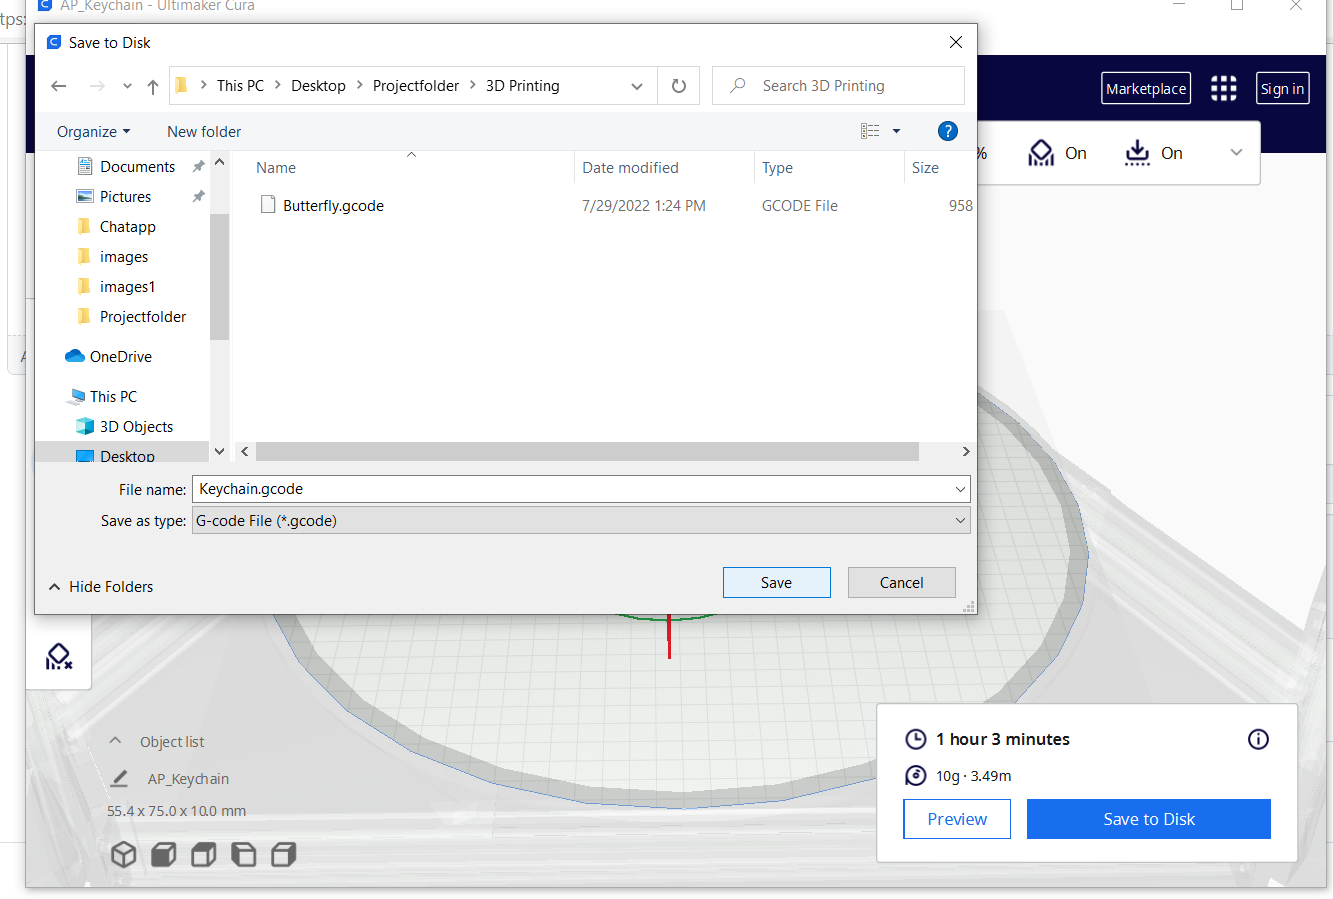 AP_Keychain - Ultimaker Cura
tps:
Save to Disk
This PC > Desktop > Projectfolder > 3D Printing
Search 3D Printing
Marketplace
Sign in
Organize
New folder
?
%
On
On
Documents
Pictures
Chatapp
images
images1
Projectfolder
OneDrive
This PC
3D Objects
Desktop
Name
Date modified
Type
Size
Butterfly.gcode
7/29/2022 1:24 PM
GCODE File
958
File name:
Keychain.gcode
Save as type:
G-code File (*.gcode)
Hide Folders
Save
Cancel
Object list
AP_Keychain
55.4 x 75.0 x 10.0 mm
1 hour 3 minutes
10g · 3.49m
Preview
Save to Disk